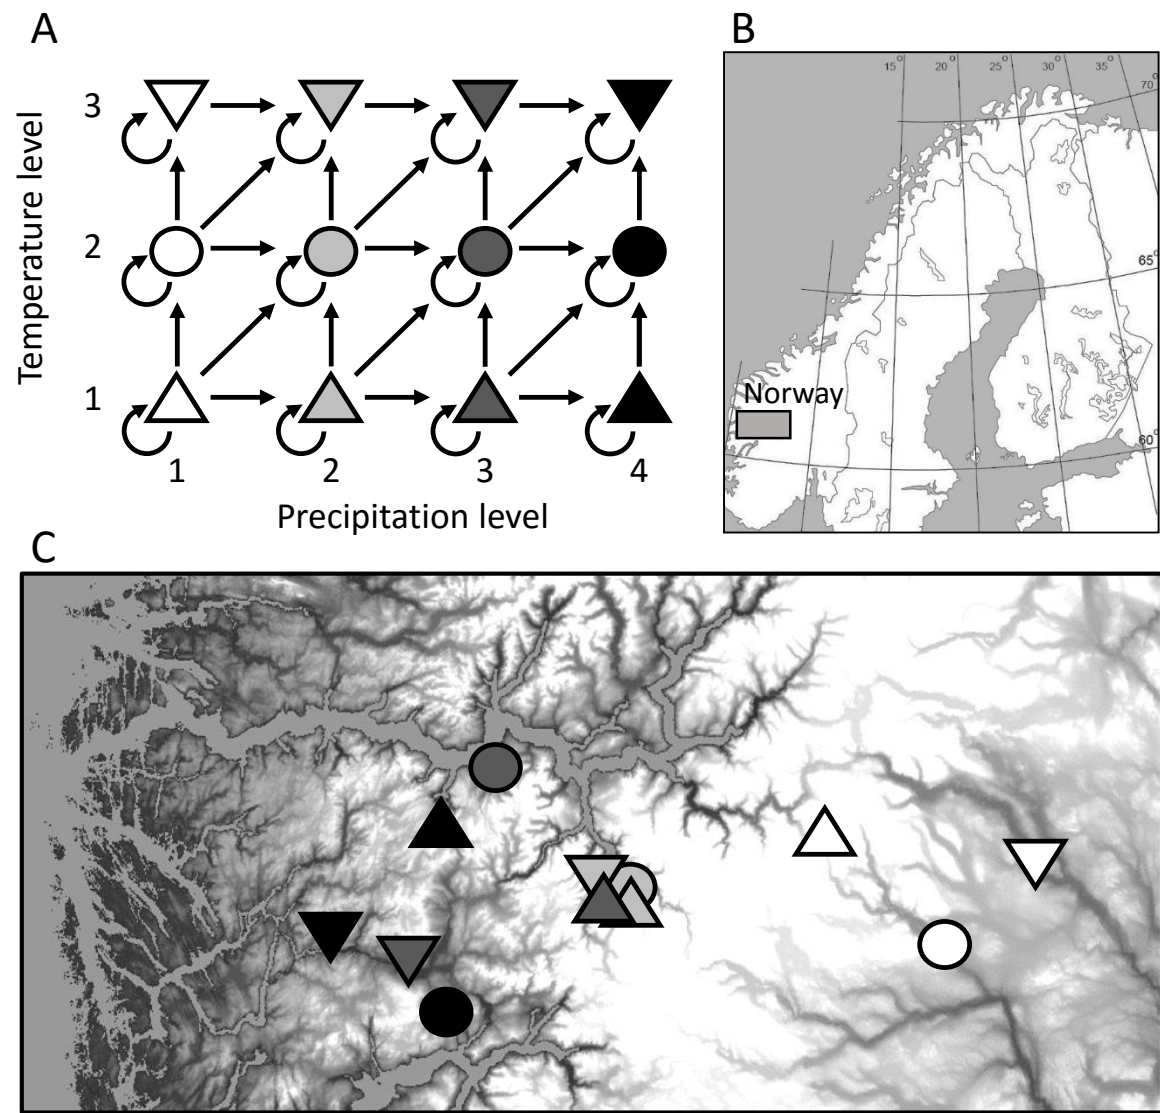 A
B
3
2
1
Temperature level
1 2 3 4
Precipitation level
15° 20° 25° 30° 35°
70°
65°
60°
Norway
C